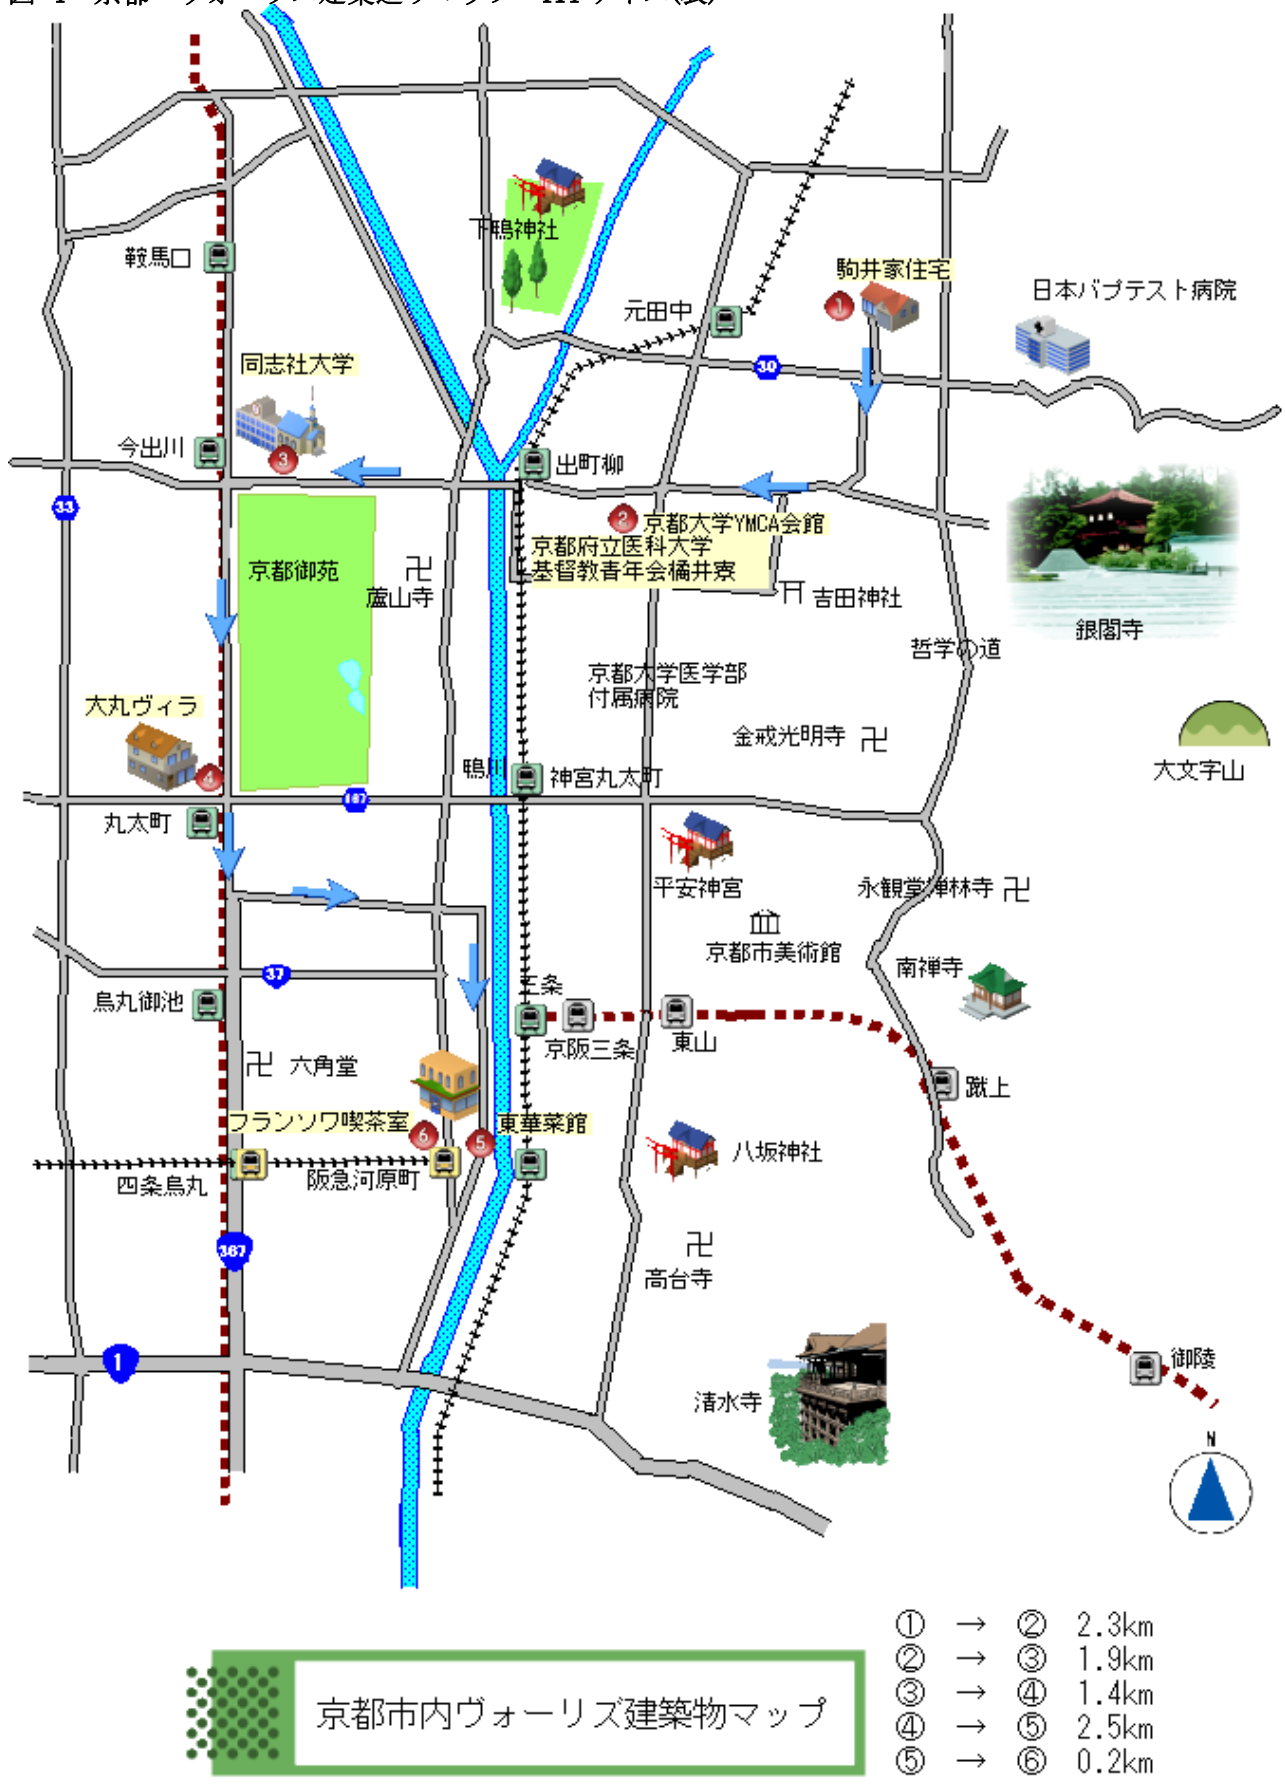 鞍馬口
下鴨神社
元田中
駒井家住宅
1
日本バプテスト病院
同志社大学
30
今出川
3
出町柳
33
2
京都大学YMCA会館
京都府立医科大学
基督教青年会橘井寮
京都御苑
蘆山寺
吉田神社
銀閣寺
哲学の道
京都大学医学部
付属病院
大丸ヴィラ
金戒光明寺
大文字山
4
鴨川
神宮丸太町
187
丸太町
平安神宮
永観堂禅林寺
京都市美術館
南禅寺
37
烏丸御池
三条
京阪三条
東山
六角堂
蹴上
フランソワ喫茶室
6
5
東華菜館
八坂神社
四条烏丸
阪急河原町
367
高台寺
1
御陵
清水寺
N
京都市内ヴォーリズ建築物マップ
① → ② 2.3km
② → ③ 1.9km
③ → ④ 1.4km
④ → ⑤ 2.5km
⑤ → ⑥ 0.2km